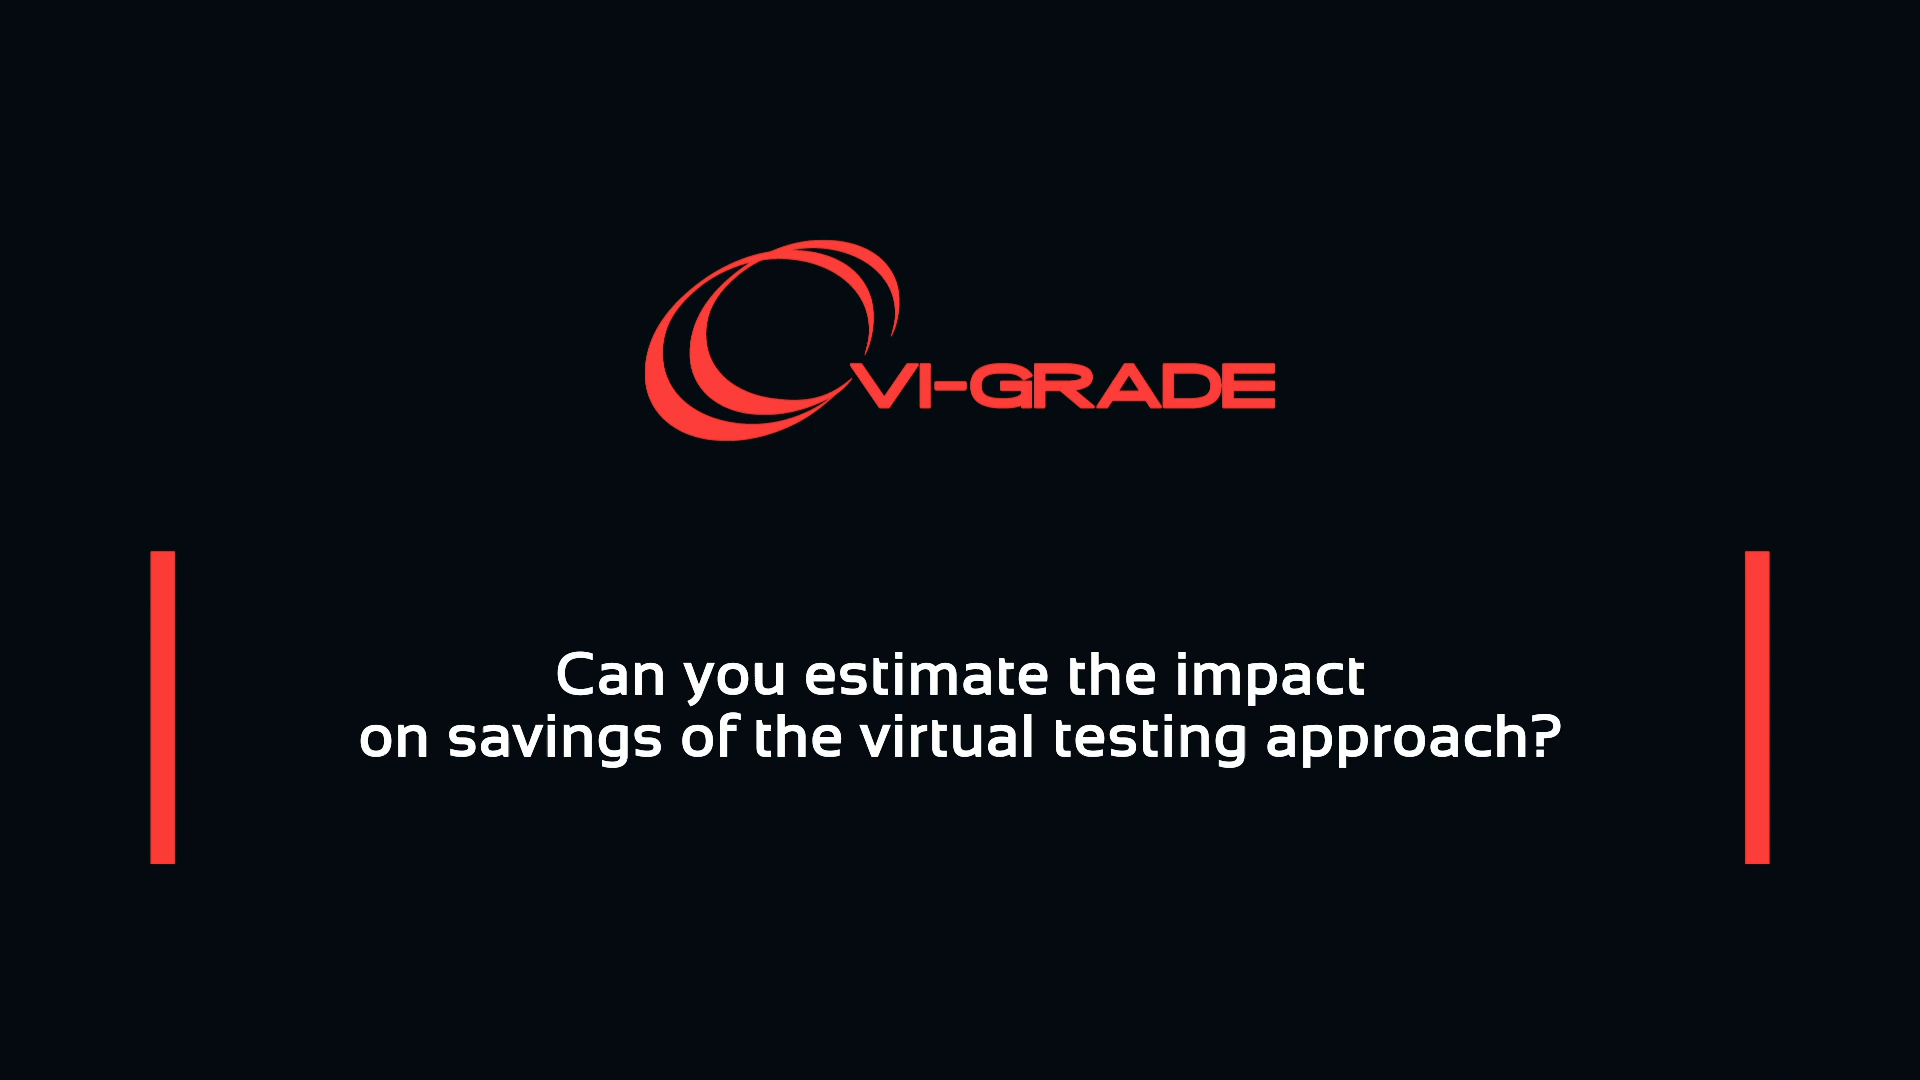 VI-GRADE
Can you estimate the impact
on savings of the virtual testing approach?